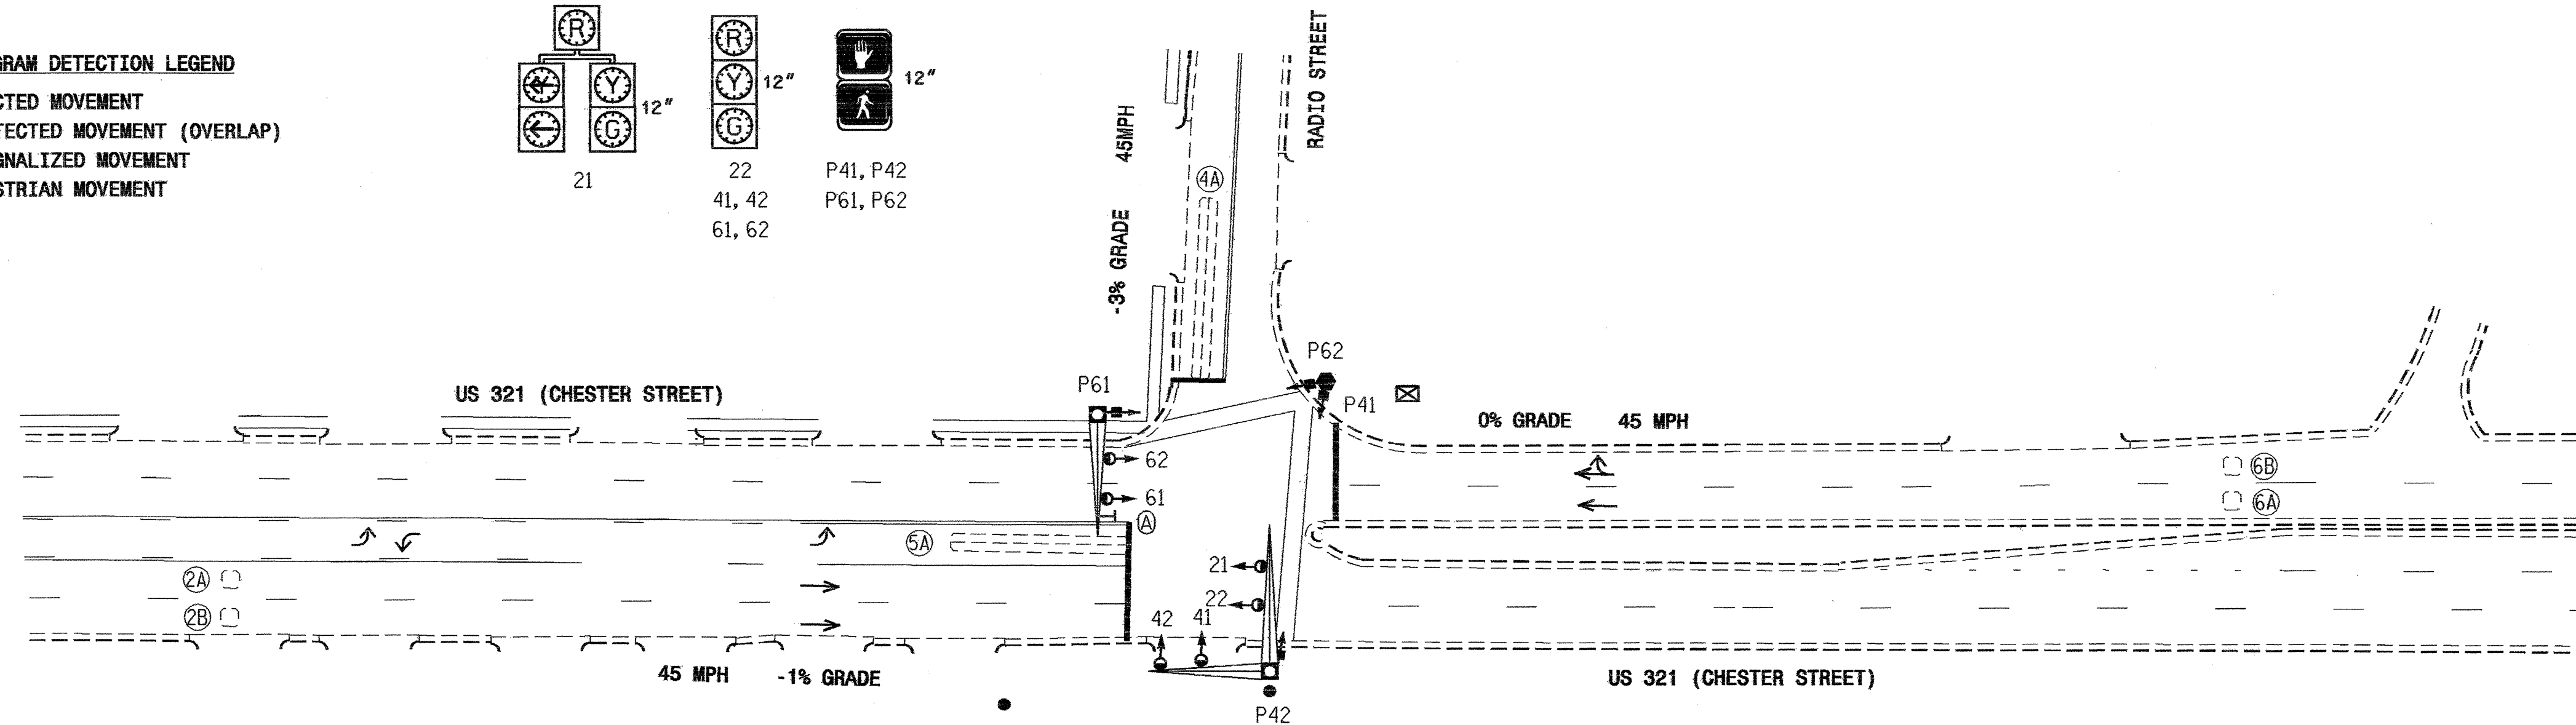 GRAM DETECTION LEGEND
CTED MOVEMENT
TECTED MOVEMENT (OVERLAP)
GNALIZED MOVEMENT
STRIAN MOVEMENT
R
Y
G
12"
21
R
Y
G
12"
22
41, 42
61, 62
12"
P41, P42
P61, P62
RADIO STREET
45MPH
-3% GRADE
4A
US 321 (CHESTER STREET)
P61
P62
P41
0% GRADE 45 MPH
62
61
A
6B
6A
5A
2A
2B
21
22
42 41
45 MPH -1% GRADE
US 321 (CHESTER STREET)
P42